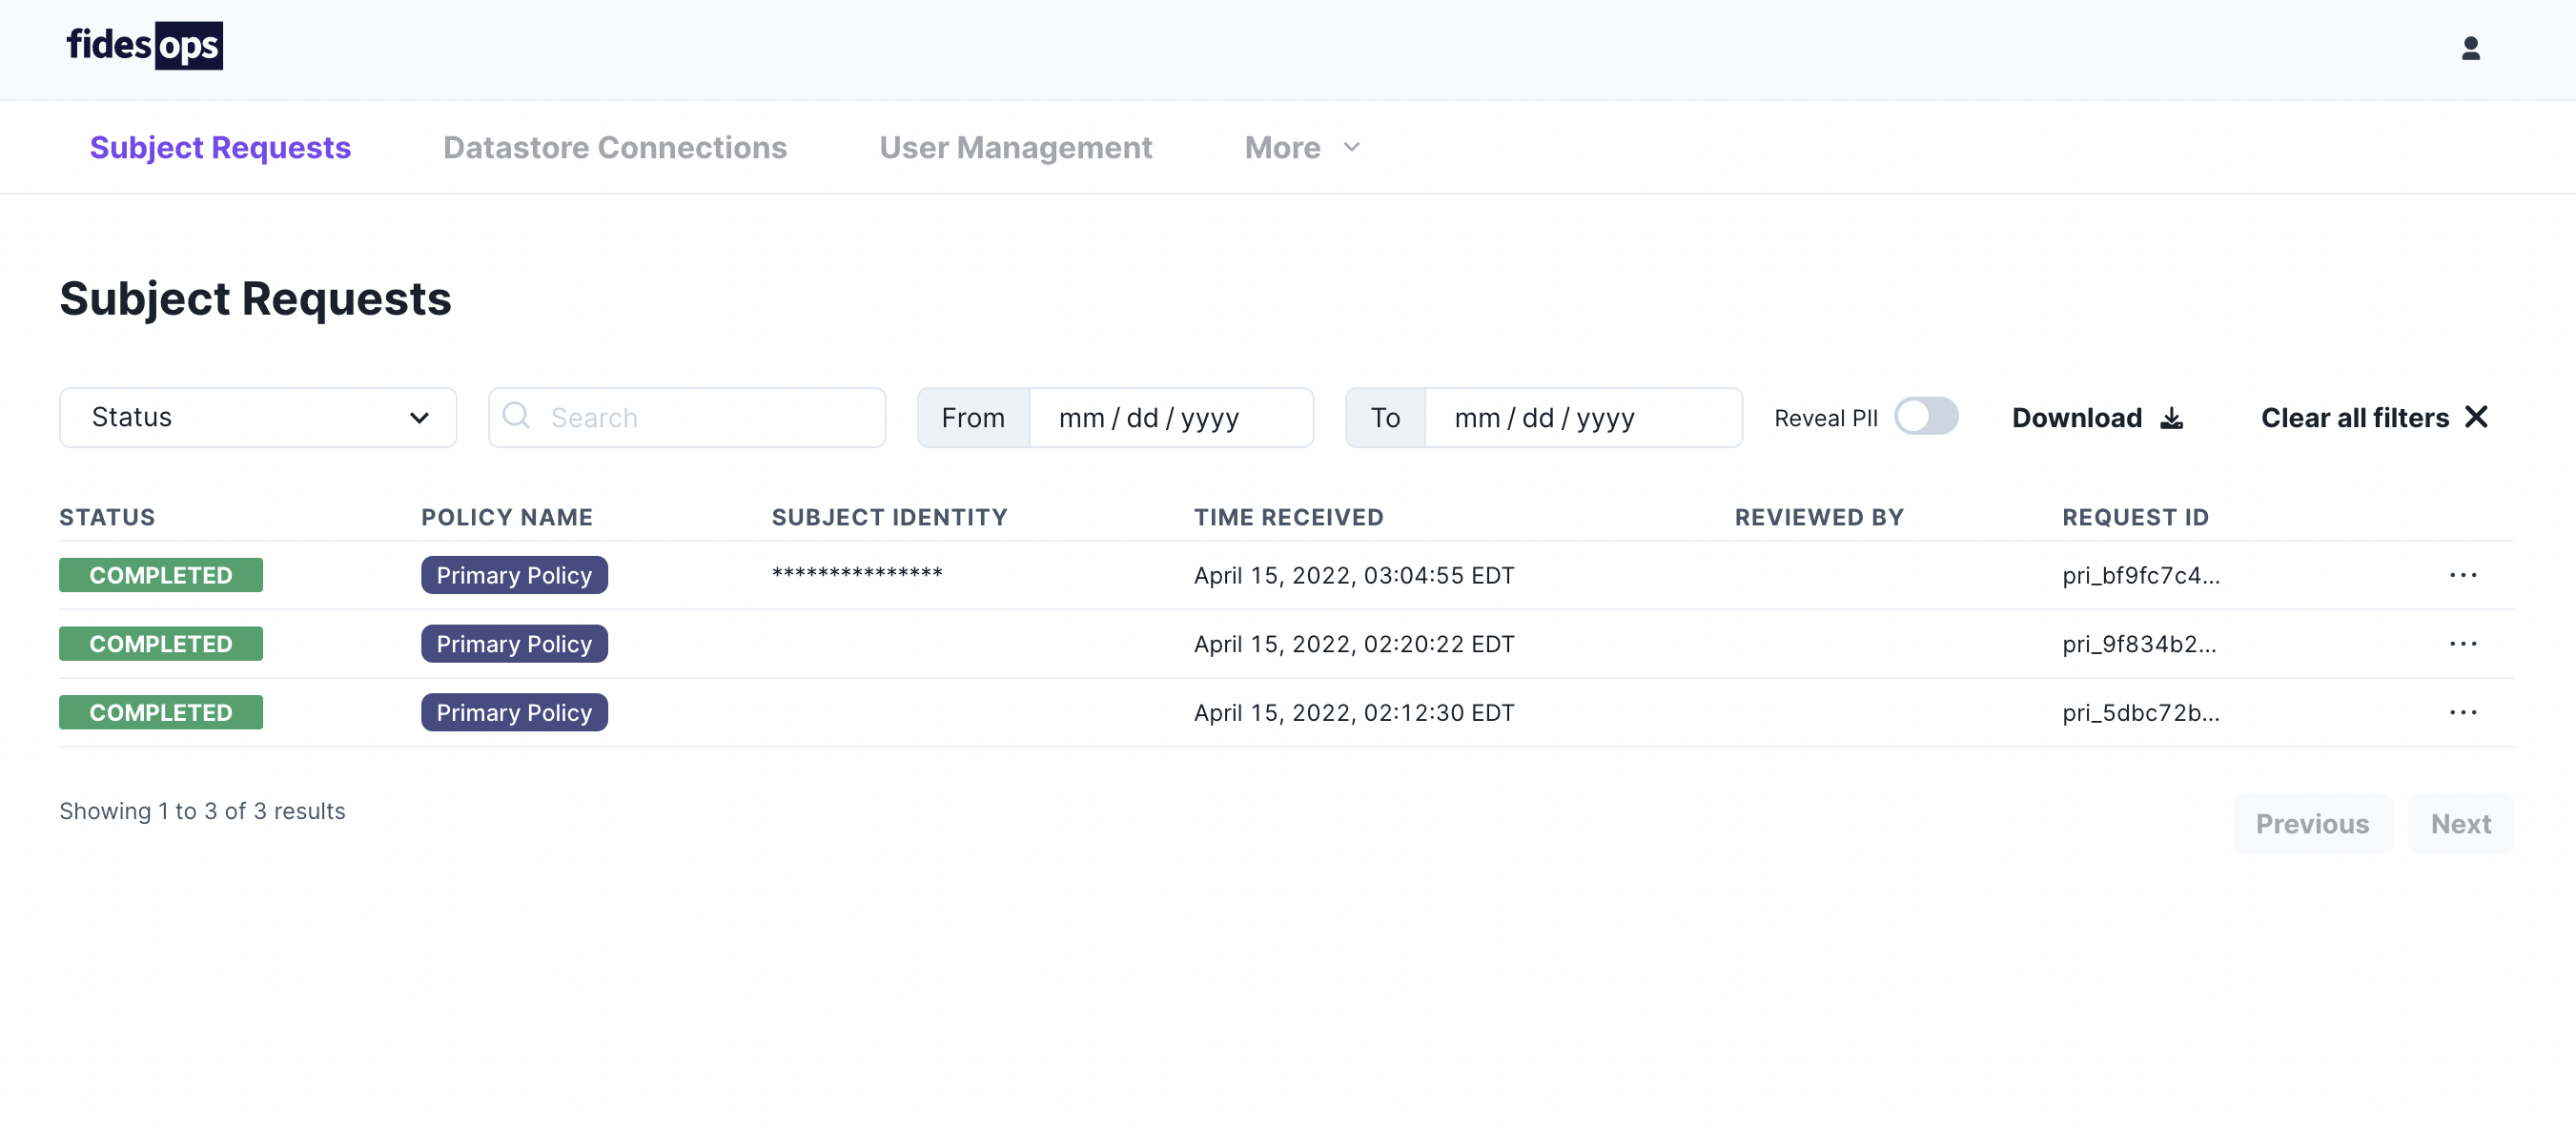 fidesops
Subject Requests Datastore Connections User Management More
Subject Requests
Status Search From mm / dd / yyyy To mm / dd / yyyy Reveal PII Download Clear all filters
STATUS POLICY NAME SUBJECT IDENTITY TIME RECEIVED REVIEWED BY REQUEST ID
COMPLETED Primary Policy *************** April 15, 2022, 03:04:55 EDT pri_bf9fc7c4... ...
COMPLETED Primary Policy April 15, 2022, 02:20:22 EDT pri_9f834b2... ...
COMPLETED Primary Policy April 15, 2022, 02:12:30 EDT pri_5dbc72b... ...
Showing 1 to 3 of 3 results Previous Next